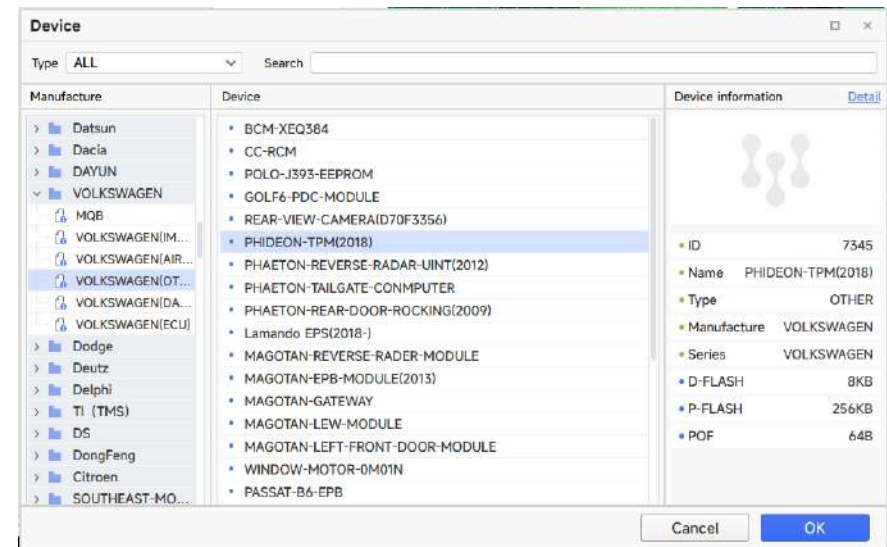 Device
Type ALL Search
Manufacture
Datsun
Dacia
DAYUN
VOLKSWAGEN
MQB
VOLKSWAGEN(IM...
VOLKSWAGEN(AIR...
VOLKSWAGEN(OT...
VOLKSWAGEN(DA...
VOLKSWAGEN(ECU)
Dodge
Deutz
Delphi
TI (TMS)
DS
DongFeng
Citroen
SOUTHEAST-MO...
Device
BCM-XEQ384
CC-RCM
POLO-J393-EEPROM
GOLF6-PDC-MODULE
REAR-VIEW-CAMERA(D70F3356)
PHIDEON-TPM(2018)
PHAETON-REVERSE-RADAR-UINT(2012)
PHAETON-TAILGATE-CONMPUTER
PHAETON-REAR-DOOR-ROCKING(2009)
Lamando EPS(2018-)
MAGOTAN-REVERSE-RADER-MODULE
MAGOTAN-EPB-MODULE(2013)
MAGOTAN-GATEWAY
MAGOTAN-LEW-MODULE
MAGOTAN-LEFT-FRONT-DOOR-MODULE
WINDOW-MOTOR-0M01N
PASSAT-B6-EPB
Device information Detail
ID 7345
Name PHIDEON-TPM(2018)
Type OTHER
Manufacture VOLKSWAGEN
Series VOLKSWAGEN
D-FLASH 8KB
P-FLASH 256KB
POF 64B
Cancel OK